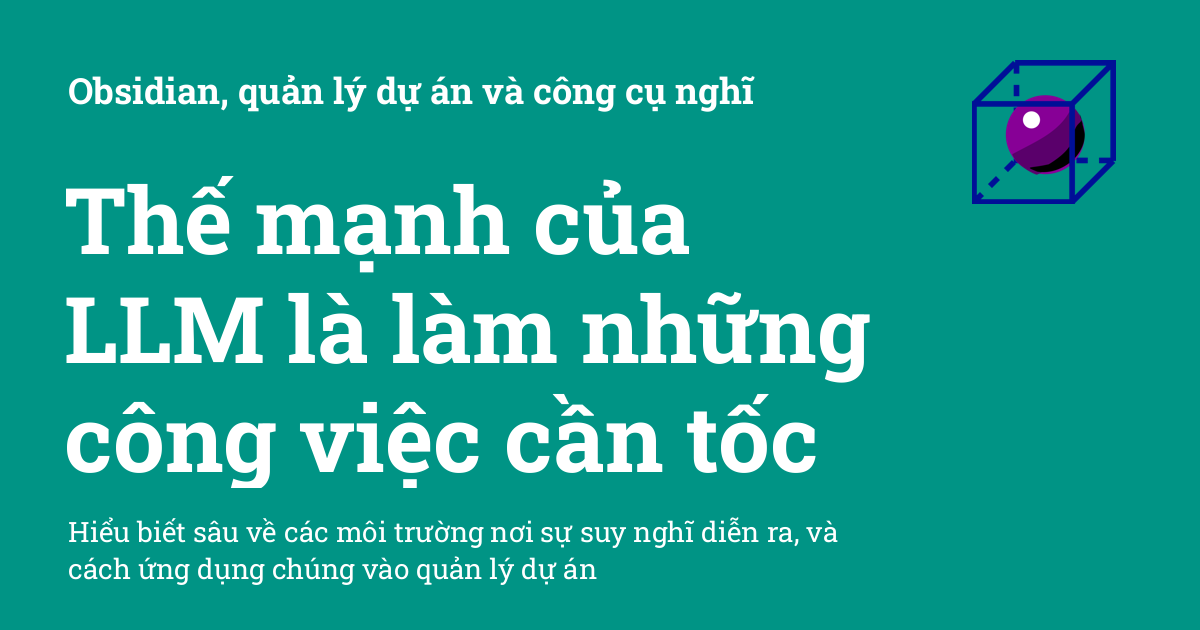 Obsidian, quản lý dự án và công cụ nghĩ
Thế mạnh của
LLM là làm những
công việc cần tốc
Hiểu biết sâu về các môi trường nơi sự suy nghĩ diễn ra, và
cách ứng dụng chúng vào quản lý dự án